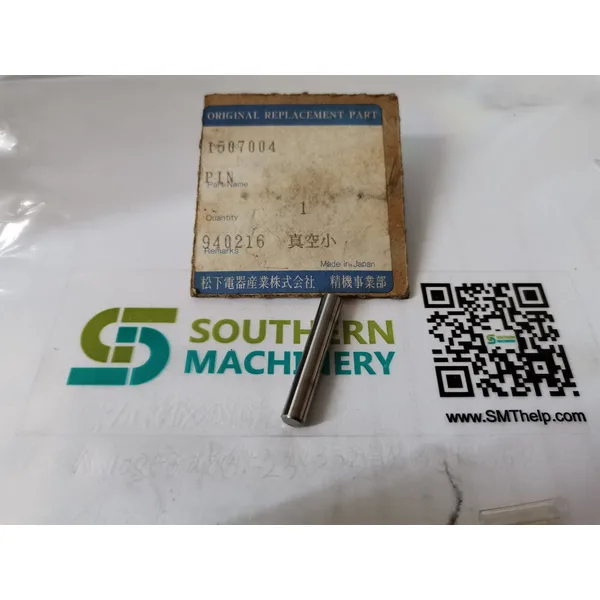 ORIGINAL REPLACEMENT PART
1507004
PIN
Part Name
1
Quantity
940216 真空小
Remarks
Made in Japan
松下電器産業株式会社 精機事業部
SOUTHERN
MACHINERY
www.SMThelp.com